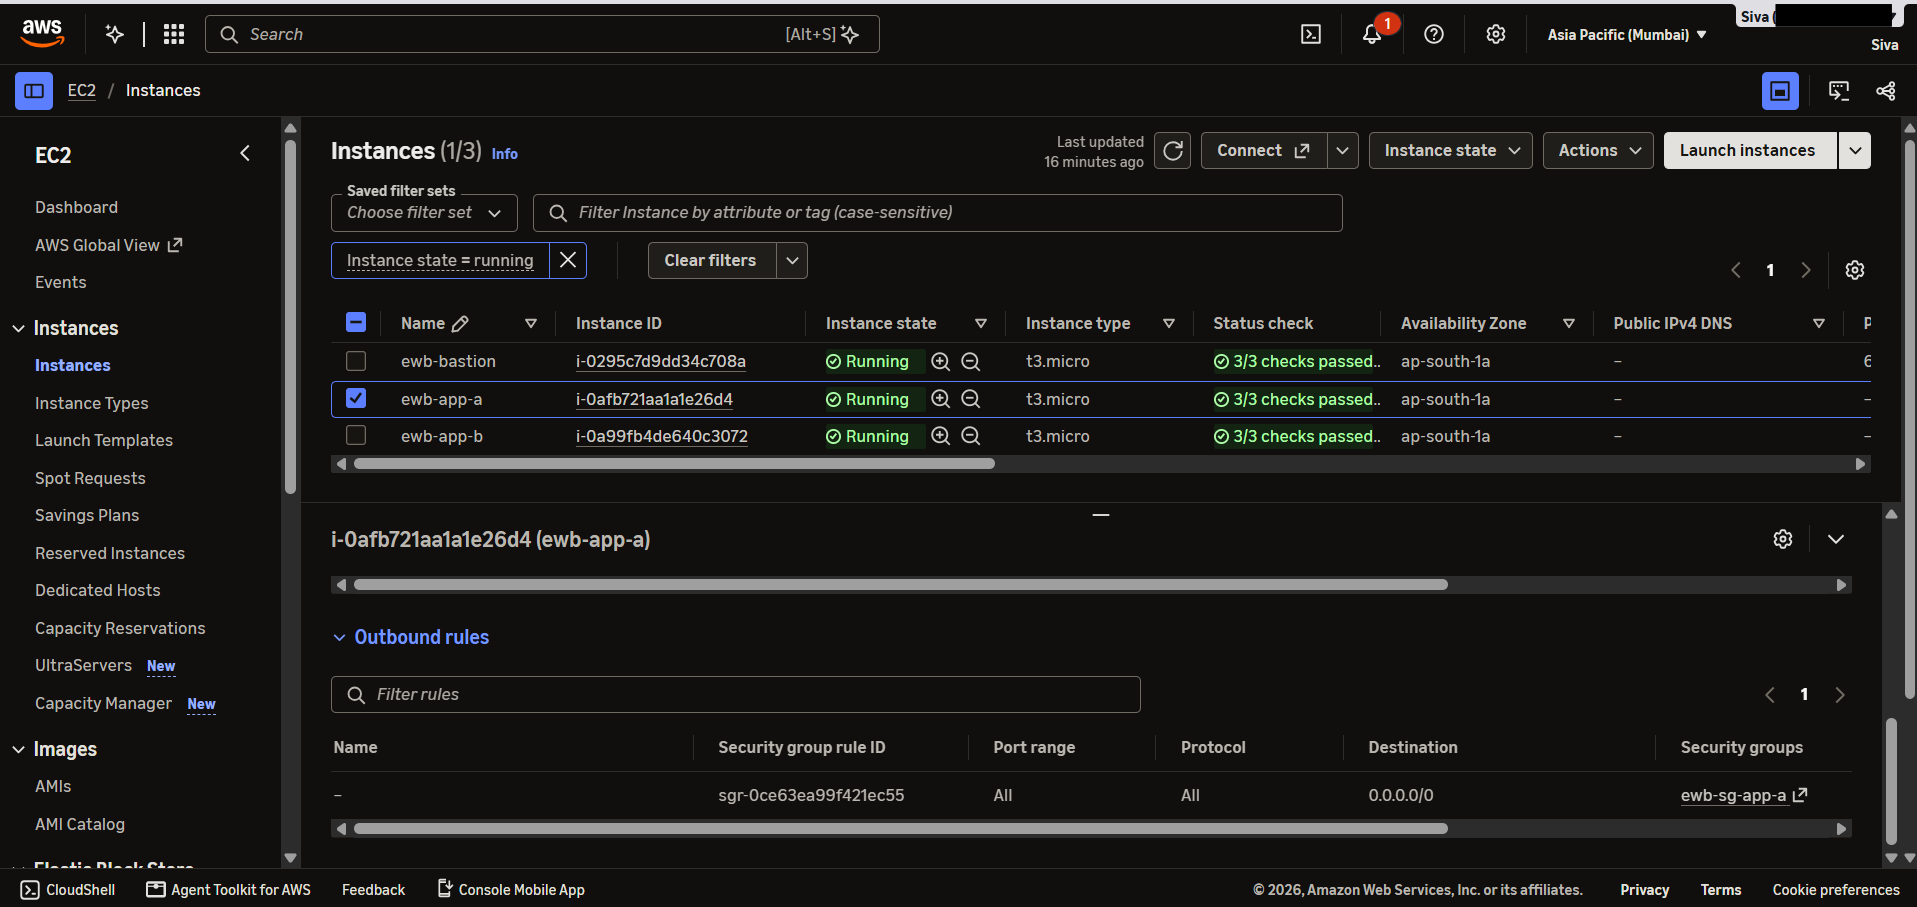 aws
Search [Alt+S]
1
Asia Pacific (Mumbai)
Siva (
Siva
EC2 / Instances
EC2
Dashboard
AWS Global View
Events
Instances
Instances
Instance Types
Launch Templates
Spot Requests
Savings Plans
Reserved Instances
Dedicated Hosts
Capacity Reservations
UltraServers New
Capacity Manager New
Images
AMIs
AMI Catalog
Elastic Block Store
Instances (1/3) Info
Last updated
16 minutes ago
Connect
Instance state
Actions
Launch instances
Saved filter sets
Choose filter set
Filter Instance by attribute or tag (case-sensitive)
Instance state = running
Clear filters
1
Name Instance ID Instance state Instance type Status check Availability Zone Public IPv4 DNS P
ewb-bastion i-0295c7d9dd34c708a Running t3.micro 3/3 checks passed.. ap-south-1a – 6
ewb-app-a i-0afb721aa1a1e26d4 Running t3.micro 3/3 checks passed.. ap-south-1a – –
ewb-app-b i-0a99fb4de640c3072 Running t3.micro 3/3 checks passed.. ap-south-1a – –
i-0afb721aa1a1e26d4 (ewb-app-a)
Outbound rules
Filter rules
1
Name Security group rule ID Port range Protocol Destination Security groups
– sgr-0ce63ea99f421ec55 All All 0.0.0.0/0 ewb-sg-app-a
CloudShell Agent Toolkit for AWS Feedback Console Mobile App © 2026, Amazon Web Services, Inc. or its affiliates. Privacy Terms Cookie preferences